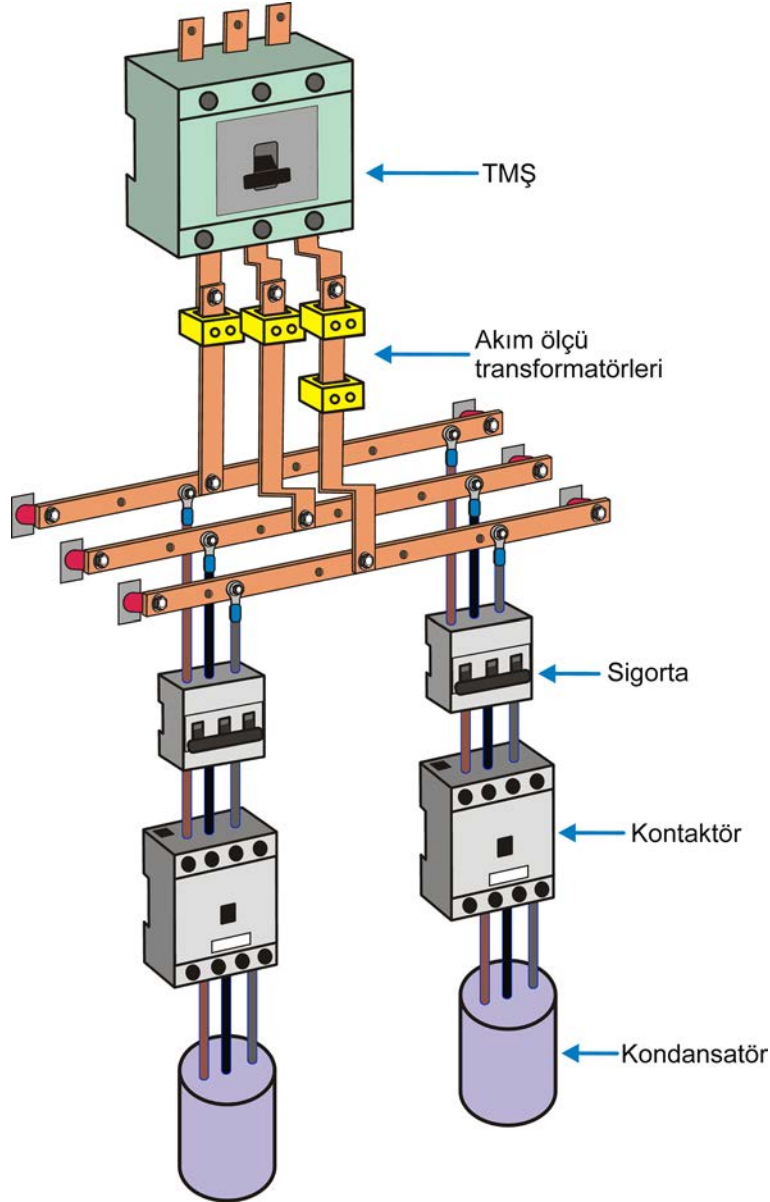 TMŞ
Akım ölçü
transformatörleri
Sigorta
Kontaktör
Kondansatör